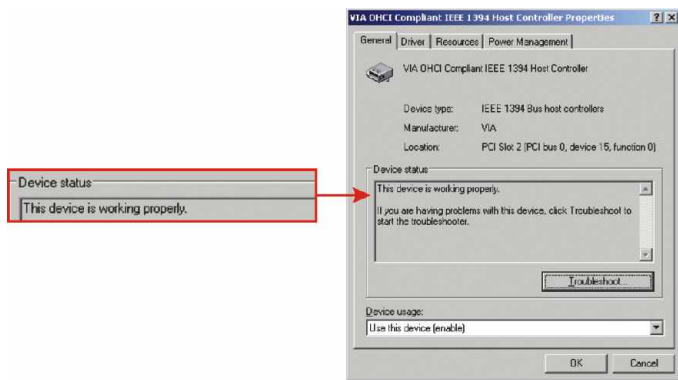 VIA OHCI Compliant IEEE 1394 Host Controller Properties
General Driver Resources Power Management
VIA OHCI Compliant IEEE 1394 Host Controller
Device type: IEEE 1394 Bus host controllers
Manufacturer: VIA
Location: PCI Slot 2 (PCI bus 0, device 15, function 0)
Device status
This device is working properly.
Device status
This device is working properly.
If you are having problems with this device, click Troubleshoot to
start the troubleshooter.
Troubleshoot...
Device usage:
Use this device (enable)
OK Cancel